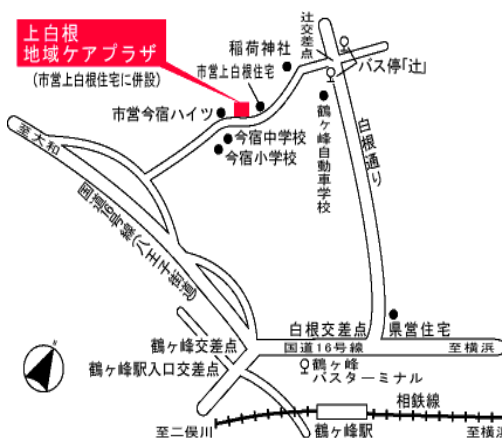 上白根
地域ケアプラザ
(市営上白根住宅に併設)
辻交差点
稲荷神社
市営上白根住宅
バス停「辻」
市営今宿ハイツ
今宿中学校
今宿小学校
鶴ヶ峰自動車学校
白根通り
至大和
国道16号線(八王子街道)
白根交差点
県営住宅
鶴ヶ峰交差点
国道16号線
至横浜
鶴ヶ峰駅入口交差点
鶴ヶ峰
バスターミナル
相鉄線
至二俣川
鶴ヶ峰駅
至横浜
N